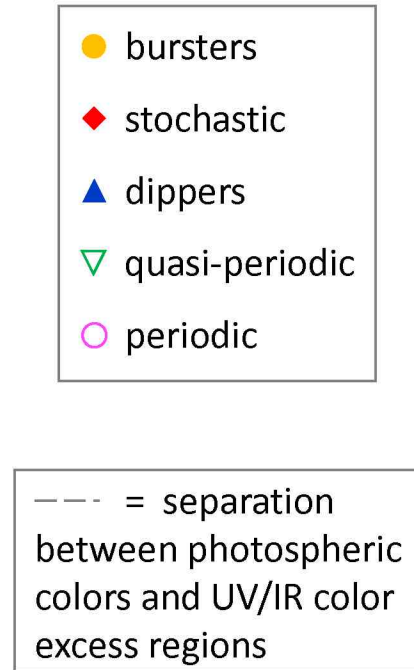 bursters
stochastic
dippers
quasi-periodic
periodic
= separation
between photospheric
colors and UV/IR color
excess regions